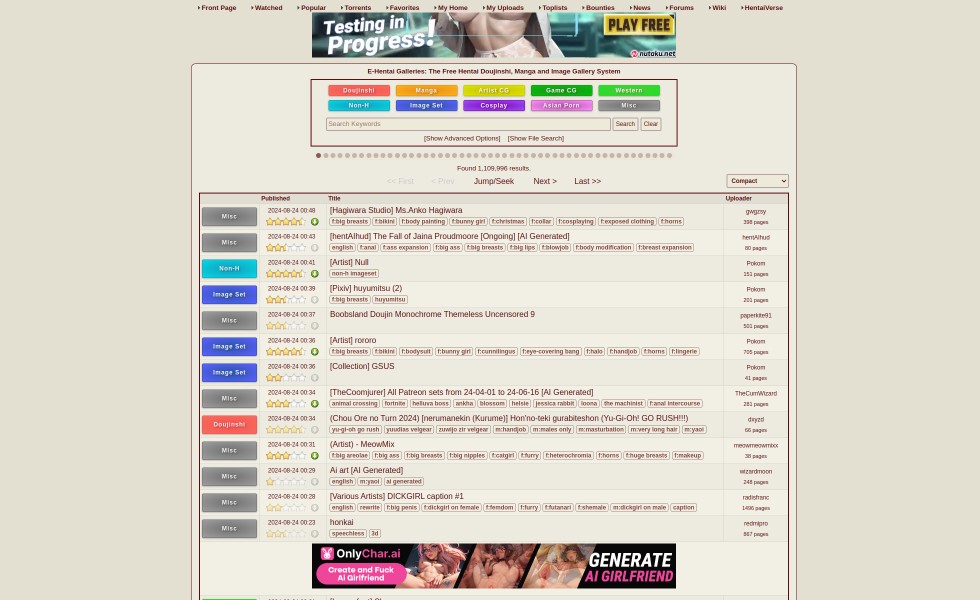 Front Page Watched Popular Torrents Favorites My Home My Uploads Toplists Bounties News Forums Wiki HentaiVerse
Testing in Progress! PLAY FREE
nutaku.net
E-Hentai Galleries: The Free Hentai Doujinshi, Manga and Image Gallery System
Doujinshi Manga Artist CG Game CG Western
Non-H Image Set Cosplay Asian Porn Misc
Search Keywords Search Clear
[Show Advanced Options] [Show File Search]
Found 1,109,996 results.
<< First < Prev Jump/Seek Next > Last >> Compact
Published Title Uploader
Misc 2024-08-24 00:48 [Hagiwara Studio] Ms.Anko Hagiwara gwgzsy
f:big breasts f:bikini f:body painting f:bunny girl f:christmas f:collar f:cosplaying f:exposed clothing f:horns 398 pages
Misc 2024-08-24 00:43 [hentAIhud] The Fall of Jaina Proudmoore [Ongoing] [AI Generated] hentAIhud
english f:anal f:ass expansion f:big ass f:big breasts f:big lips f:blowjob f:body modification f:breast expansion 80 pages
Non-H 2024-08-24 00:41 [Artist] Null Pokom
non-h imageset 151 pages
Image Set 2024-08-24 00:39 [Pixiv] huyumitsu (2) Pokom
f:big breasts huyumitsu 201 pages
Misc 2024-08-24 00:37 Boobsland Doujin Monochrome Themeless Uncensored 9 paperkite91
501 pages
Image Set 2024-08-24 00:36 [Artist] rororo Pokom
f:big breasts f:bikini f:bodysuit f:bunny girl f:cunnilingus f:eye-covering bang f:halo f:handjob f:horns f:lingerie 705 pages
Image Set 2024-08-24 00:36 [Collection] GSUS Pokom
41 pages
Misc 2024-08-24 00:34 [TheCoomjurer] All Patreon sets from 24-04-01 to 24-06-16 [AI Generated] TheCumWizard
animal crossing fortnite helluva boss ankha blossom helsie jessica rabbit loona the machinist f:anal intercourse 281 pages
Doujinshi 2024-08-24 00:34 (Chou Ore no Turn 2024) [nerumanekin (Kurume)] Hon'no-teki gurabiteshon (Yu-Gi-Oh! GO RUSH!!!) dxyzd
yu-gi-oh go rush yuudias velgear zuwijo zir velgear m:handjob m:males only m:masturbation m:very long hair m:yaoi 66 pages
Misc 2024-08-24 00:31 (Artist) - MeowMix meowmeowmixx
f:big areolae f:big ass f:big breasts f:big nipples f:catgirl f:furry f:heterochromia f:horns f:huge breasts f:makeup 36 pages
Misc 2024-08-24 00:29 Ai art [AI Generated] wizardmoon
english m:yaoi ai generated 248 pages
Misc 2024-08-24 00:28 [Various Artists] DICKGIRL caption #1 radishanc
english rewrite f:big penis f:dickgirl on female f:femdom f:furry f:futanari f:shemale m:dickgirl on male caption 1496 pages
Misc 2024-08-24 00:23 honkai redmipro
speechless 3d 867 pages
OnlyChar.ai
Create and Fuck Ai Girlfriend GENERATE AI GIRLFRIEND